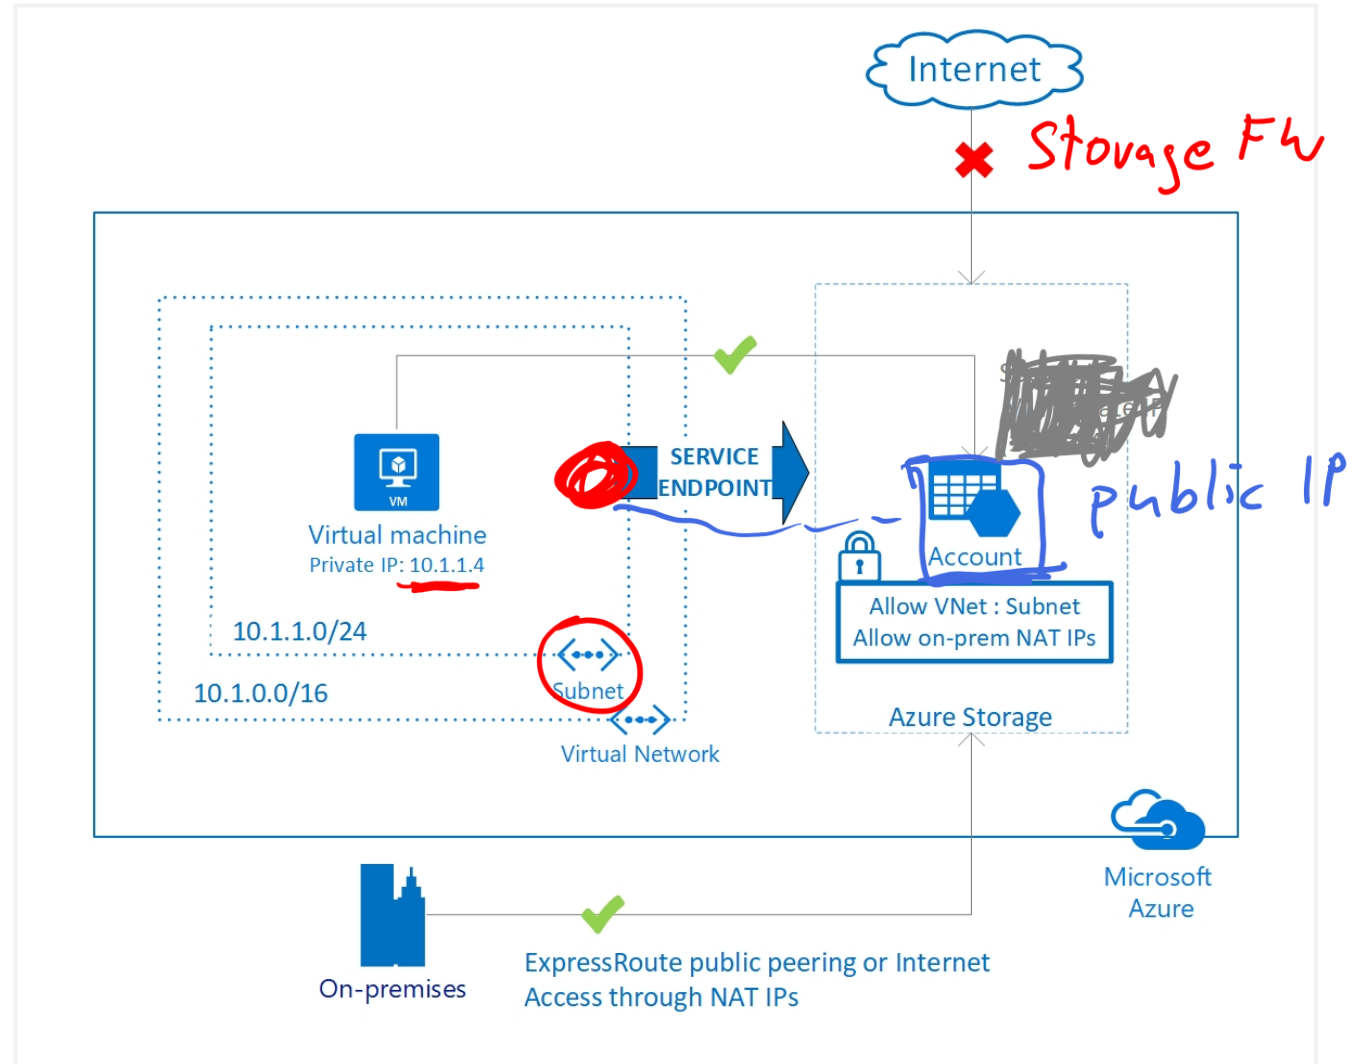 Internet
Storage FW
SERVICE
ENDPOINT
VM
Virtual machine
Private IP: 10.1.1.4
public IP
Account
Allow VNet : Subnet
Allow on-prem NAT IPs
10.1.1.0/24
10.1.0.0/16
Subnet
Azure Storage
Virtual Network
Microsoft
Azure
On-premises
ExpressRoute public peering or Internet
Access through NAT IPs